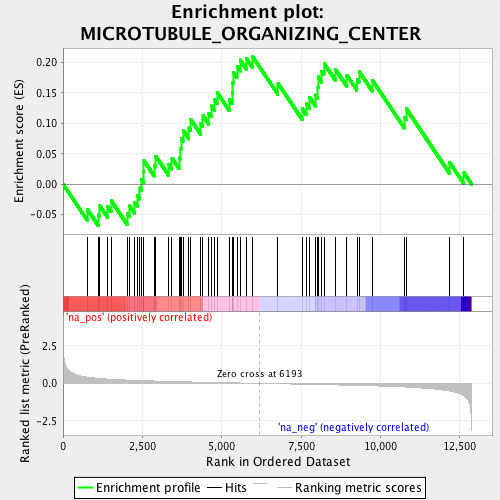 Enrichment plot:
MICROTUBULE_ORGANIZING_CENTER
Enrichment score (ES)
0.20
0.15
0.10
0.05
0.00
-0.05
'na_pos' (positively correlated)
Ranked list metric (PreRanked)
2.5
0.0
-2.5
Zero cross at 6193
'na_neg' (negatively correlated)
0
2,500
5,000
7,500
10,000
12,500
Rank in Ordered Dataset
Enrichment profile
Hits
Ranking metric scores